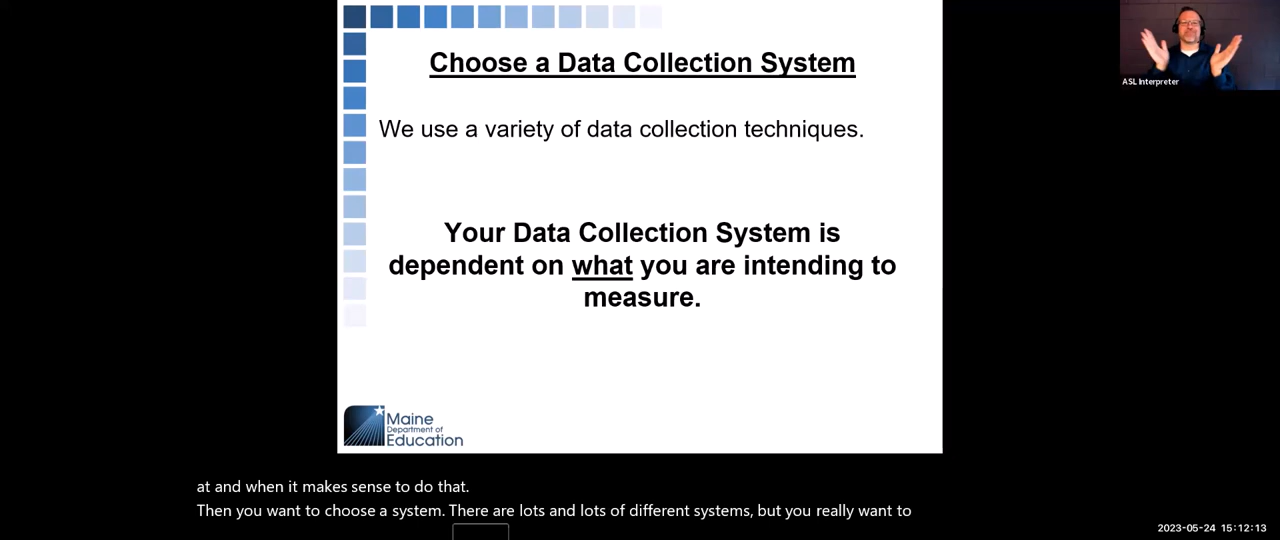 Choose a Data Collection System
ASL Interpreter
We use a variety of data collection techniques.
Your Data Collection System is
dependent on what you are intending to
measure.
Maine
Department of
Education
at and when it makes sense to do that.
Then you want to choose a system. There are lots and lots of different systems, but you really want to
2023-05-24 15:12:13